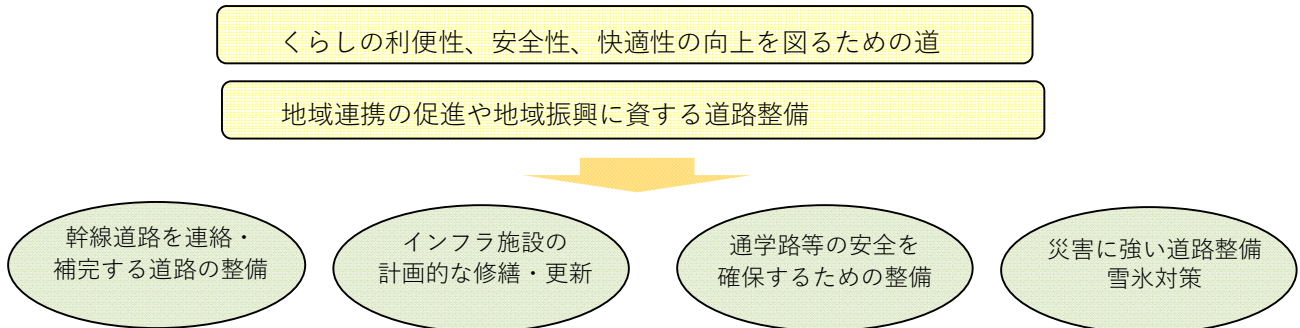 くらしの利便性、安全性、快適性の向上を図るための道
地域連携の促進や地域振興に資する道路整備
幹線道路を連絡・
補完する道路の整備
インフラ施設の
計画的な修繕・更新
通学路等の安全を
確保するための整備
災害に強い道路整備
雪氷対策